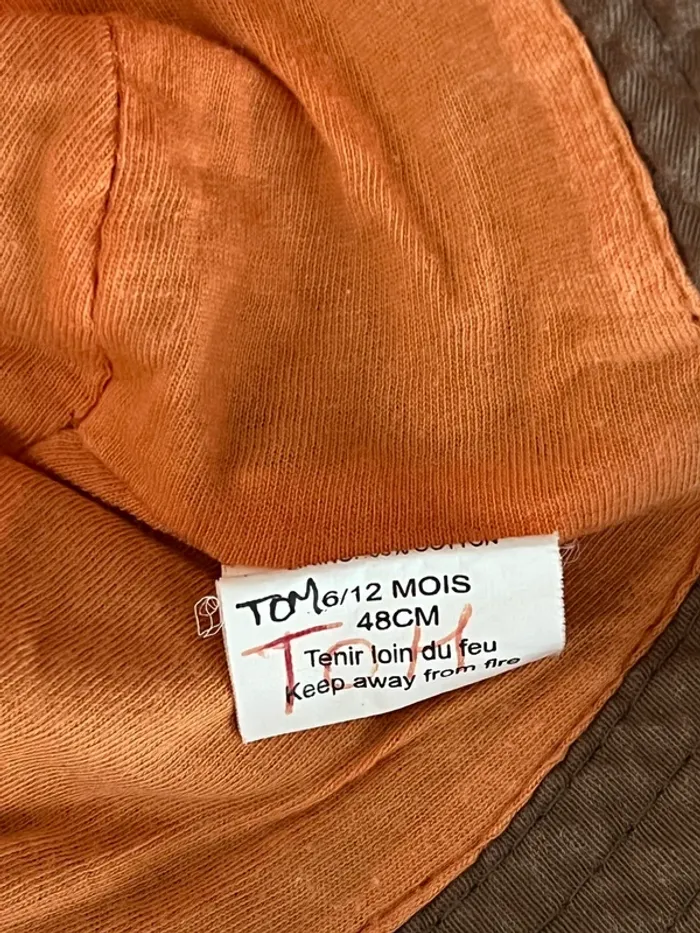 TOM 6/12 MOIS
48CM
TOM
Tenir loin du feu
Keep away from fire